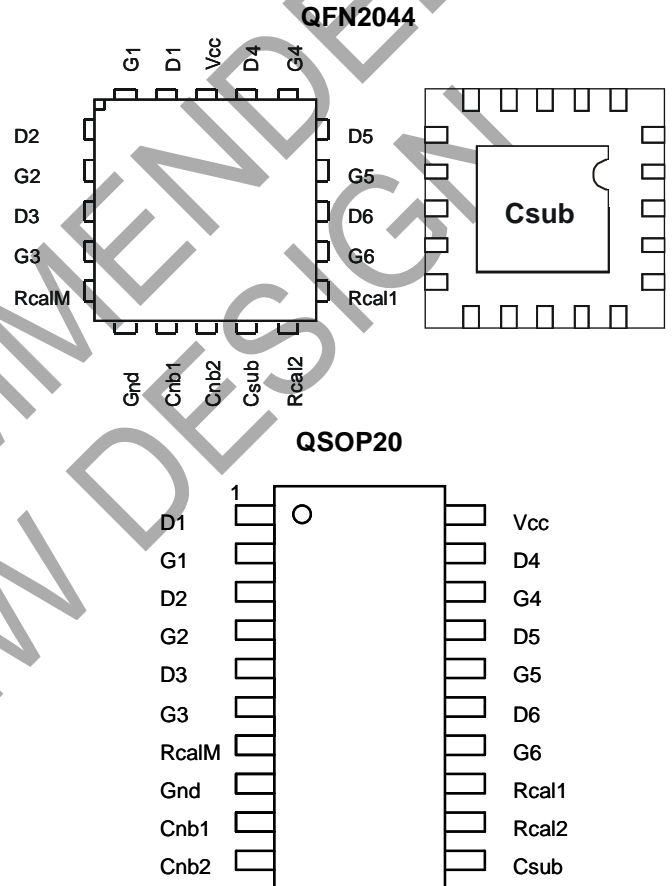 QFN2044
G1 D1 Vcc D4 G4
D2
G2
D3
G3
RcalM
D5
G5
D6
G6
Rcal1
Gnd Cnb1 Cnb2 Csub Rcal2
Csub
QSOP20
1
D1
G1
D2
G2
D3
G3
RcalM
Gnd
Cnb1
Cnb2
Vcc
D4
G4
D5
G5
D6
G6
Rcal1
Rcal2
Csub
MMENDE
W DESIGN